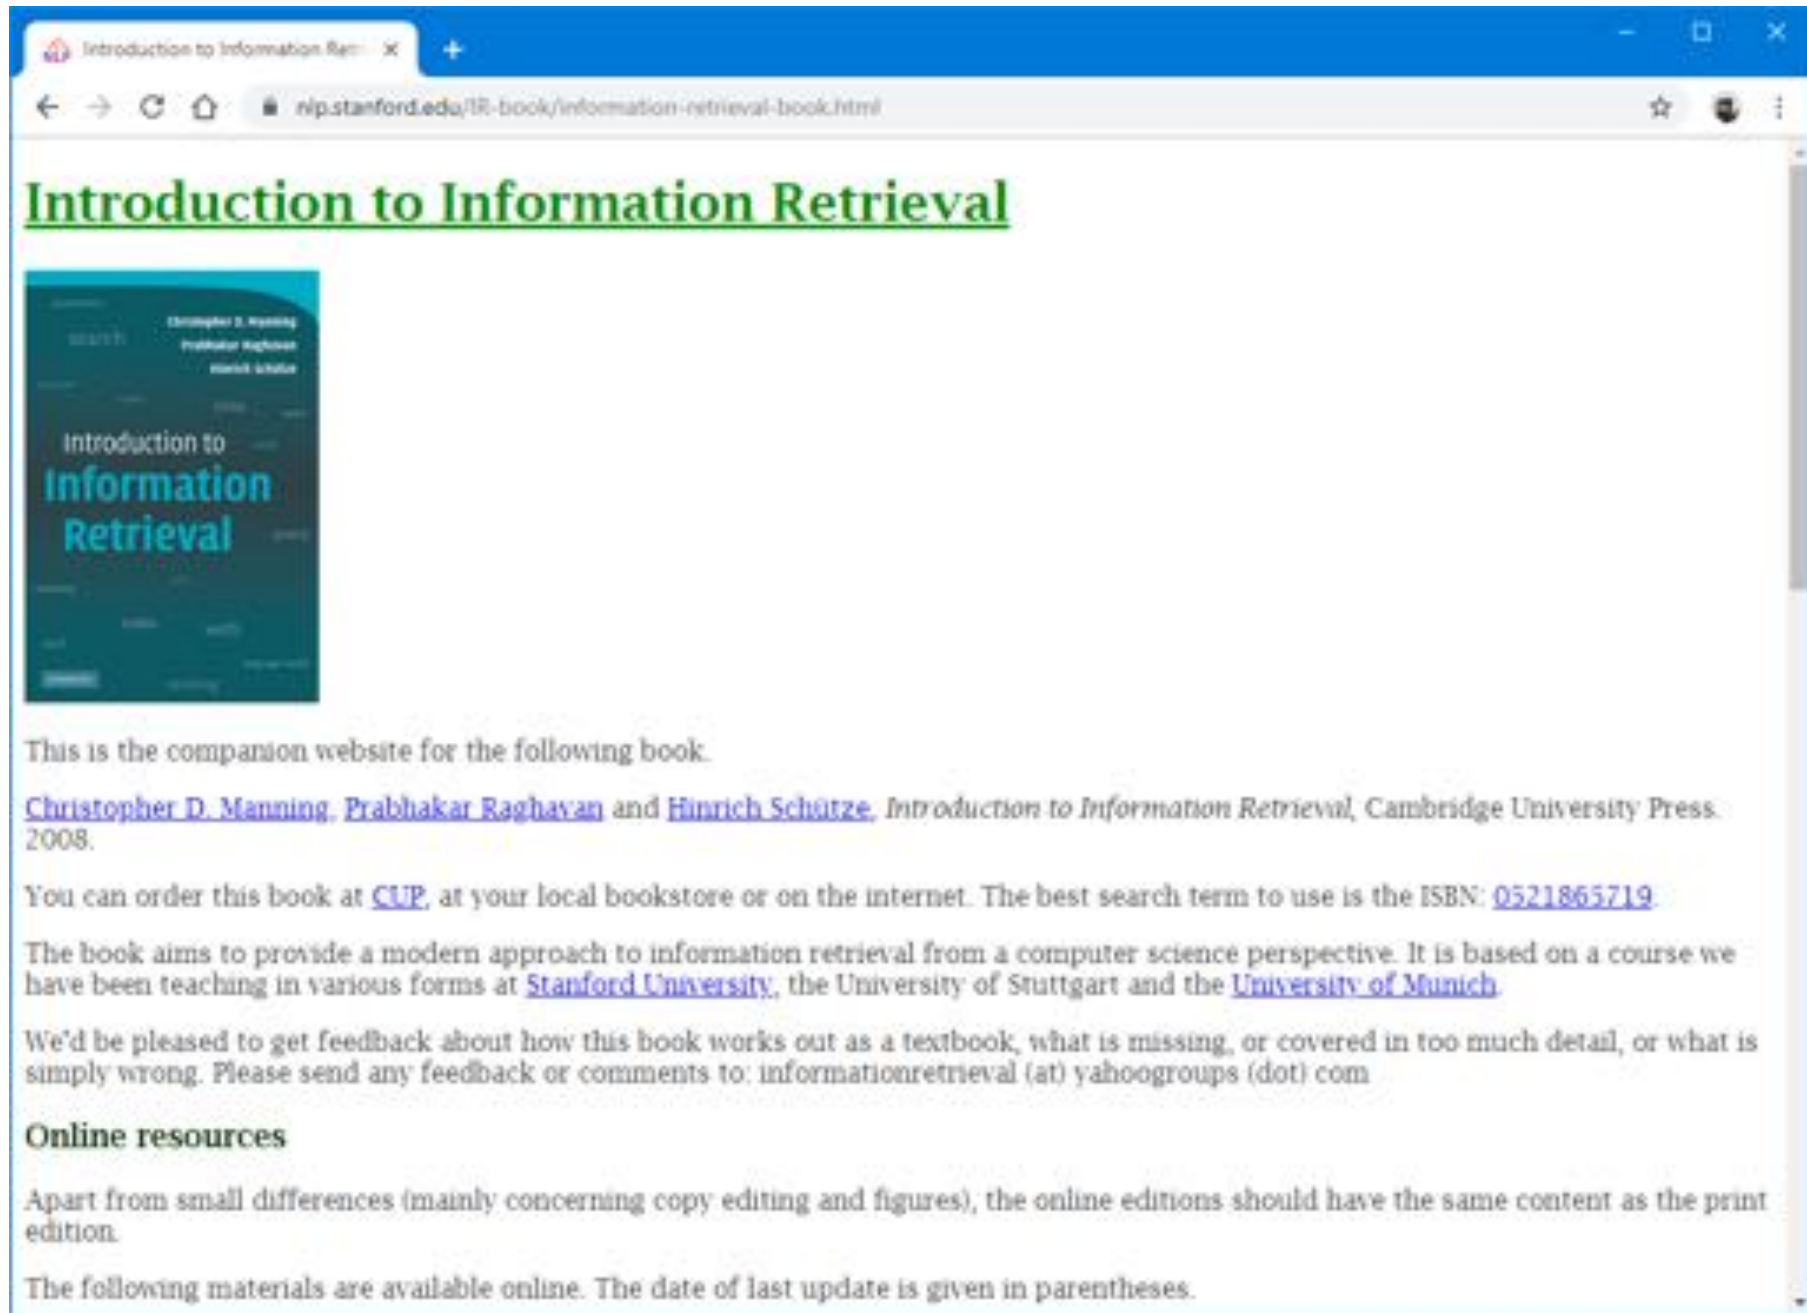 Introduction to Information Ret
nlp.stanford.edu/IR-book/information-retrieval-book.html
Introduction to Information Retrieval
search
Christopher D. Manning
Prabhakar Raghavan
Hinrich Schütze
Introduction to
Information
Retrieval
This is the companion website for the following book.
Christopher D. Manning, Prabhakar Raghavan and Hinrich Schütze, Introduction to Information Retrieval, Cambridge University Press.
2008.
You can order this book at CUP, at your local bookstore or on the internet. The best search term to use is the ISBN: 0521865719.
The book aims to provide a modern approach to information retrieval from a computer science perspective. It is based on a course we
have been teaching in various forms at Stanford University, the University of Stuttgart and the University of Munich.
We'd be pleased to get feedback about how this book works out as a textbook, what is missing, or covered in too much detail, or what is
simply wrong. Please send any feedback or comments to: informationretrieval (at) yahoogroups (dot) com
Online resources
Apart from small differences (mainly concerning copy editing and figures), the online editions should have the same content as the print
edition.
The following materials are available online. The date of last update is given in parentheses.